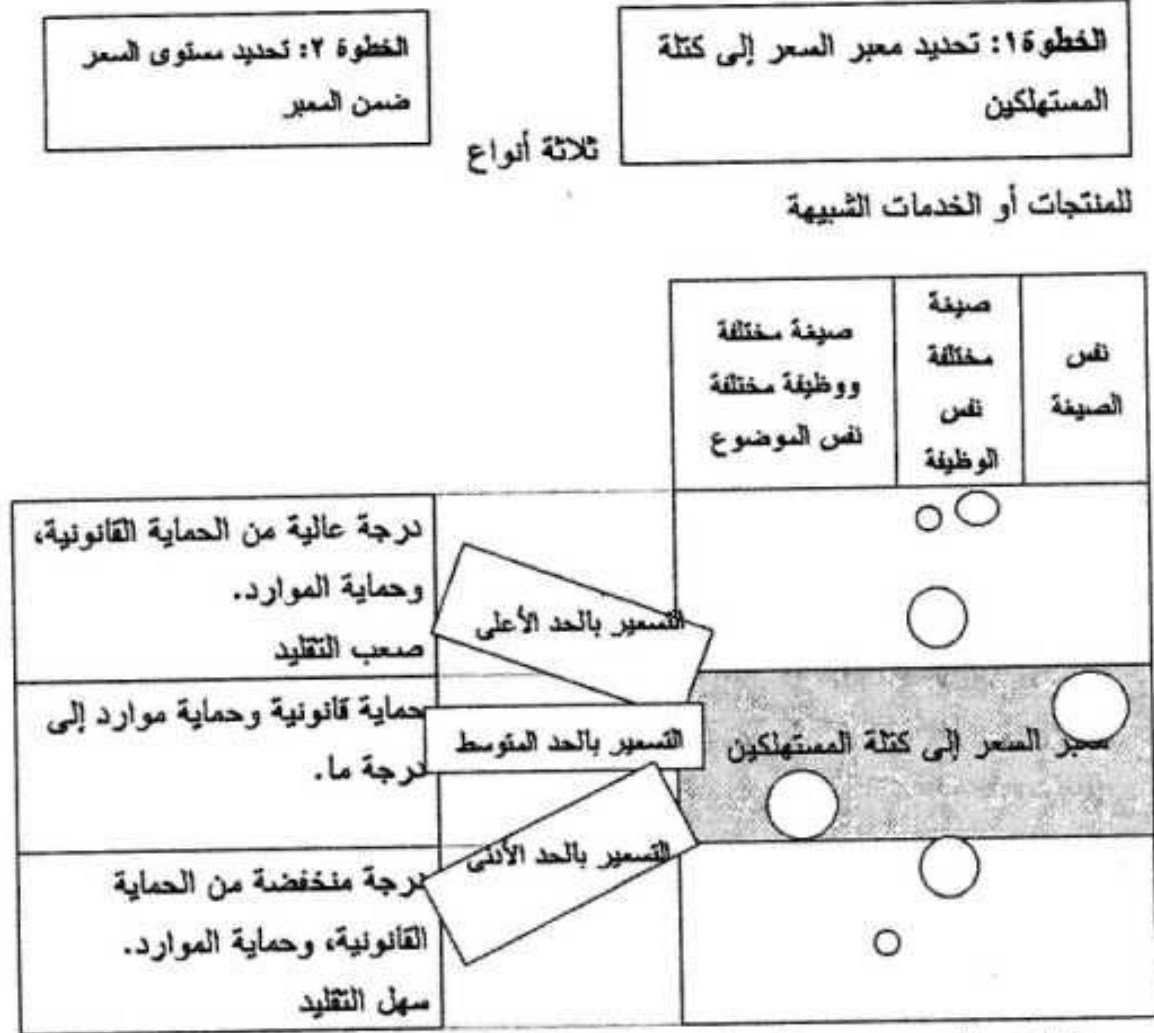 الخطوة ١: تحديد معبر السعر إلى كتلة
المستهلكين
الخطوة ٢: تحديد مستوى السعر
ضمن المعبر
ثلاثة أنواع
للمنتجات أو الخدمات الشبيهة
نفس
الصيغة
صيغة
مختلفة
نفس
الوظيفة
صيغة مختلفة
ووظيفة مختلفة
نفس الموضوع
التسعير بالحد الأعلى
درجة عالية من الحماية القانونية،
وحماية الموارد.
صعب التقليد
معبر السعر إلى كتلة المستهلكين
التسعير بالحد المتوسط
حماية قانونية وحماية موارد إلى
درجة ما.
التسعير بالحد الأدنى
درجة منخفضة من الحماية
القانونية، وحماية الموارد.
سهل التقليد